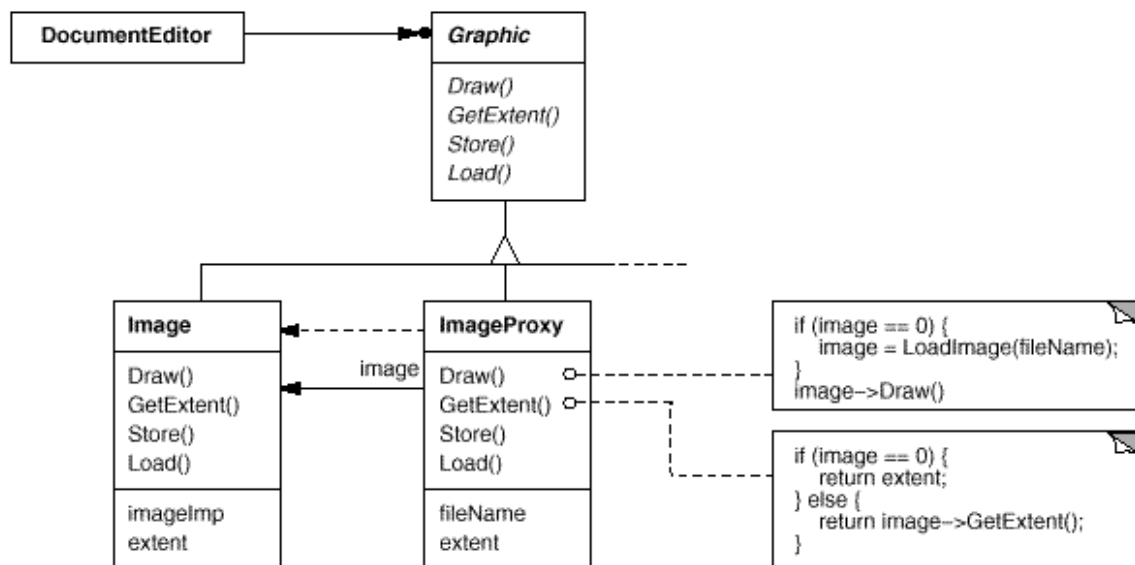 DocumentEditor
Graphic
Draw()
GetExtent()
Store()
Load()
Image
Draw()
GetExtent()
Store()
Load()
imageImp
extent
image
ImageProxy
Draw()
GetExtent()
Store()
Load()
fileName
extent
if (image == 0) {
image = LoadImage(fileName);
}
image->Draw()
if (image == 0) {
return extent;
} else {
return image->GetExtent();
}